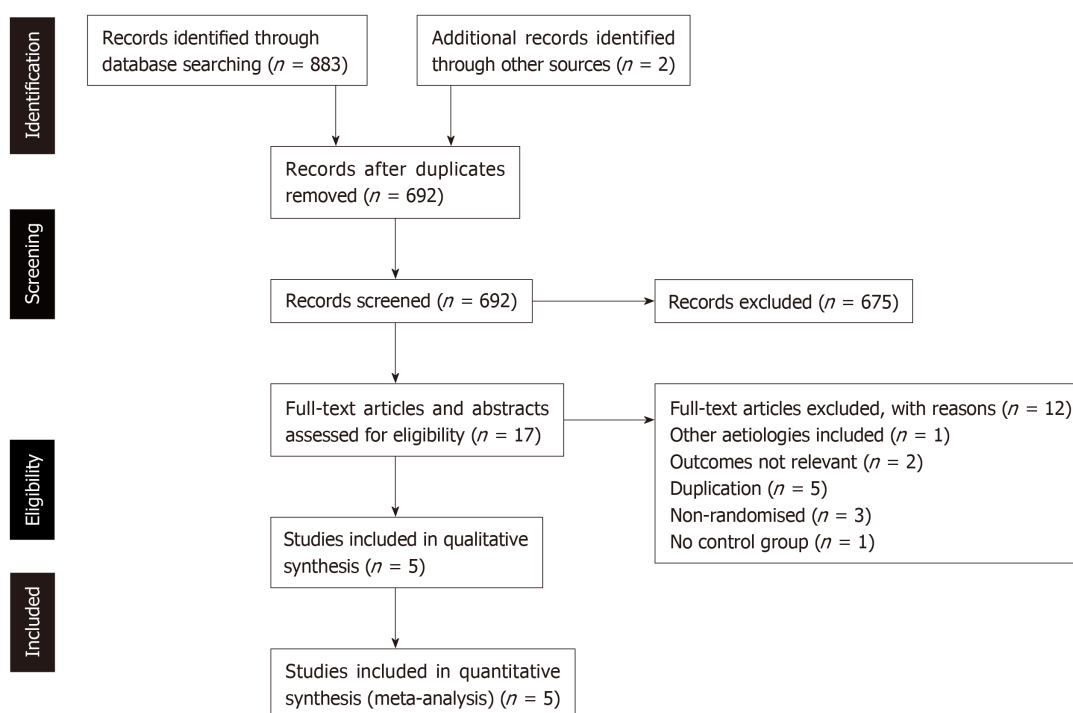 Identification
Records identified through
database searching (n = 883)
Additional records identified
through other sources (n = 2)
Records after duplicates
removed (n = 692)
Screening
Records screened (n = 692)
Records excluded (n = 675)
Eligibility
Full-text articles and abstracts
assessed for eligibility (n = 17)
Full-text articles excluded, with reasons (n = 12)
Other aetiologies included (n = 1)
Outcomes not relevant (n = 2)
Duplication (n = 5)
Non-randomised (n = 3)
No control group (n = 1)
Studies included in qualitative
synthesis (n = 5)
Included
Studies included in quantitative
synthesis (meta-analysis) (n = 5)